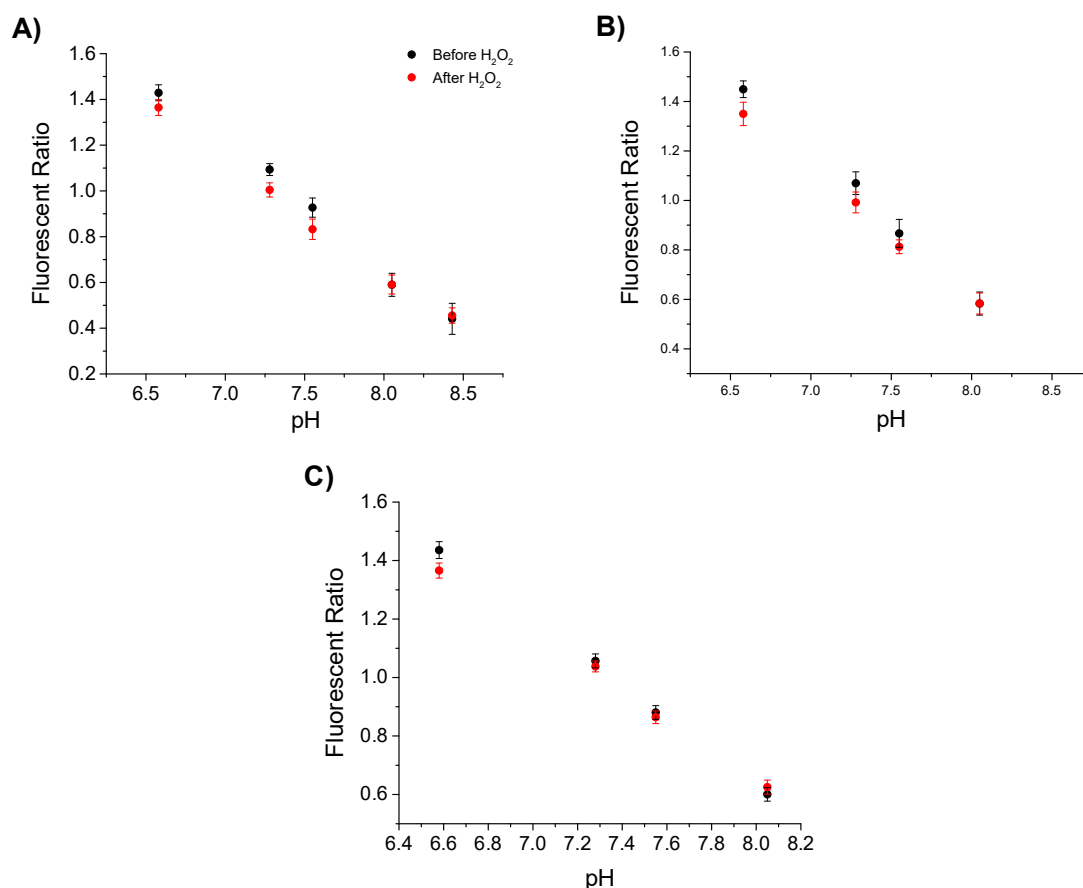 A)
Before H₂O₂
After H₂O₂
1.6
1.4
1.2
1.0
0.8
0.6
0.4
0.2
Fluorescent Ratio
6.5 7.0 7.5 8.0 8.5
pH
B)
1.6
1.4
1.2
1.0
0.8
0.6
0.4
Fluorescent Ratio
6.5 7.0 7.5 8.0 8.5
pH
C)
1.6
1.4
1.2
1.0
0.8
0.6
Fluorescent Ratio
6.4 6.6 6.8 7.0 7.2 7.4 7.6 7.8 8.0 8.2
pH